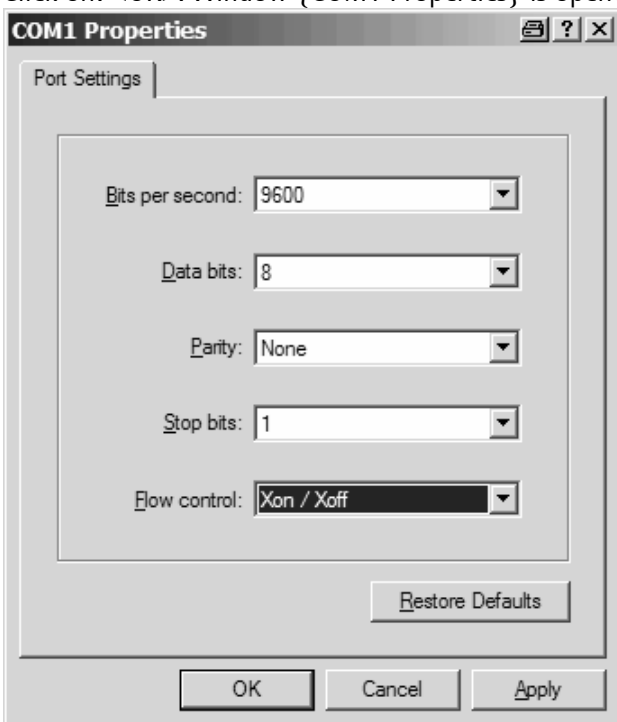 COM1 Properties
Port Settings
Bits per second: 9600
Data bits: 8
Parity: None
Stop bits: 1
Flow control: Xon / Xoff
Restore Defaults
OK Cancel Apply